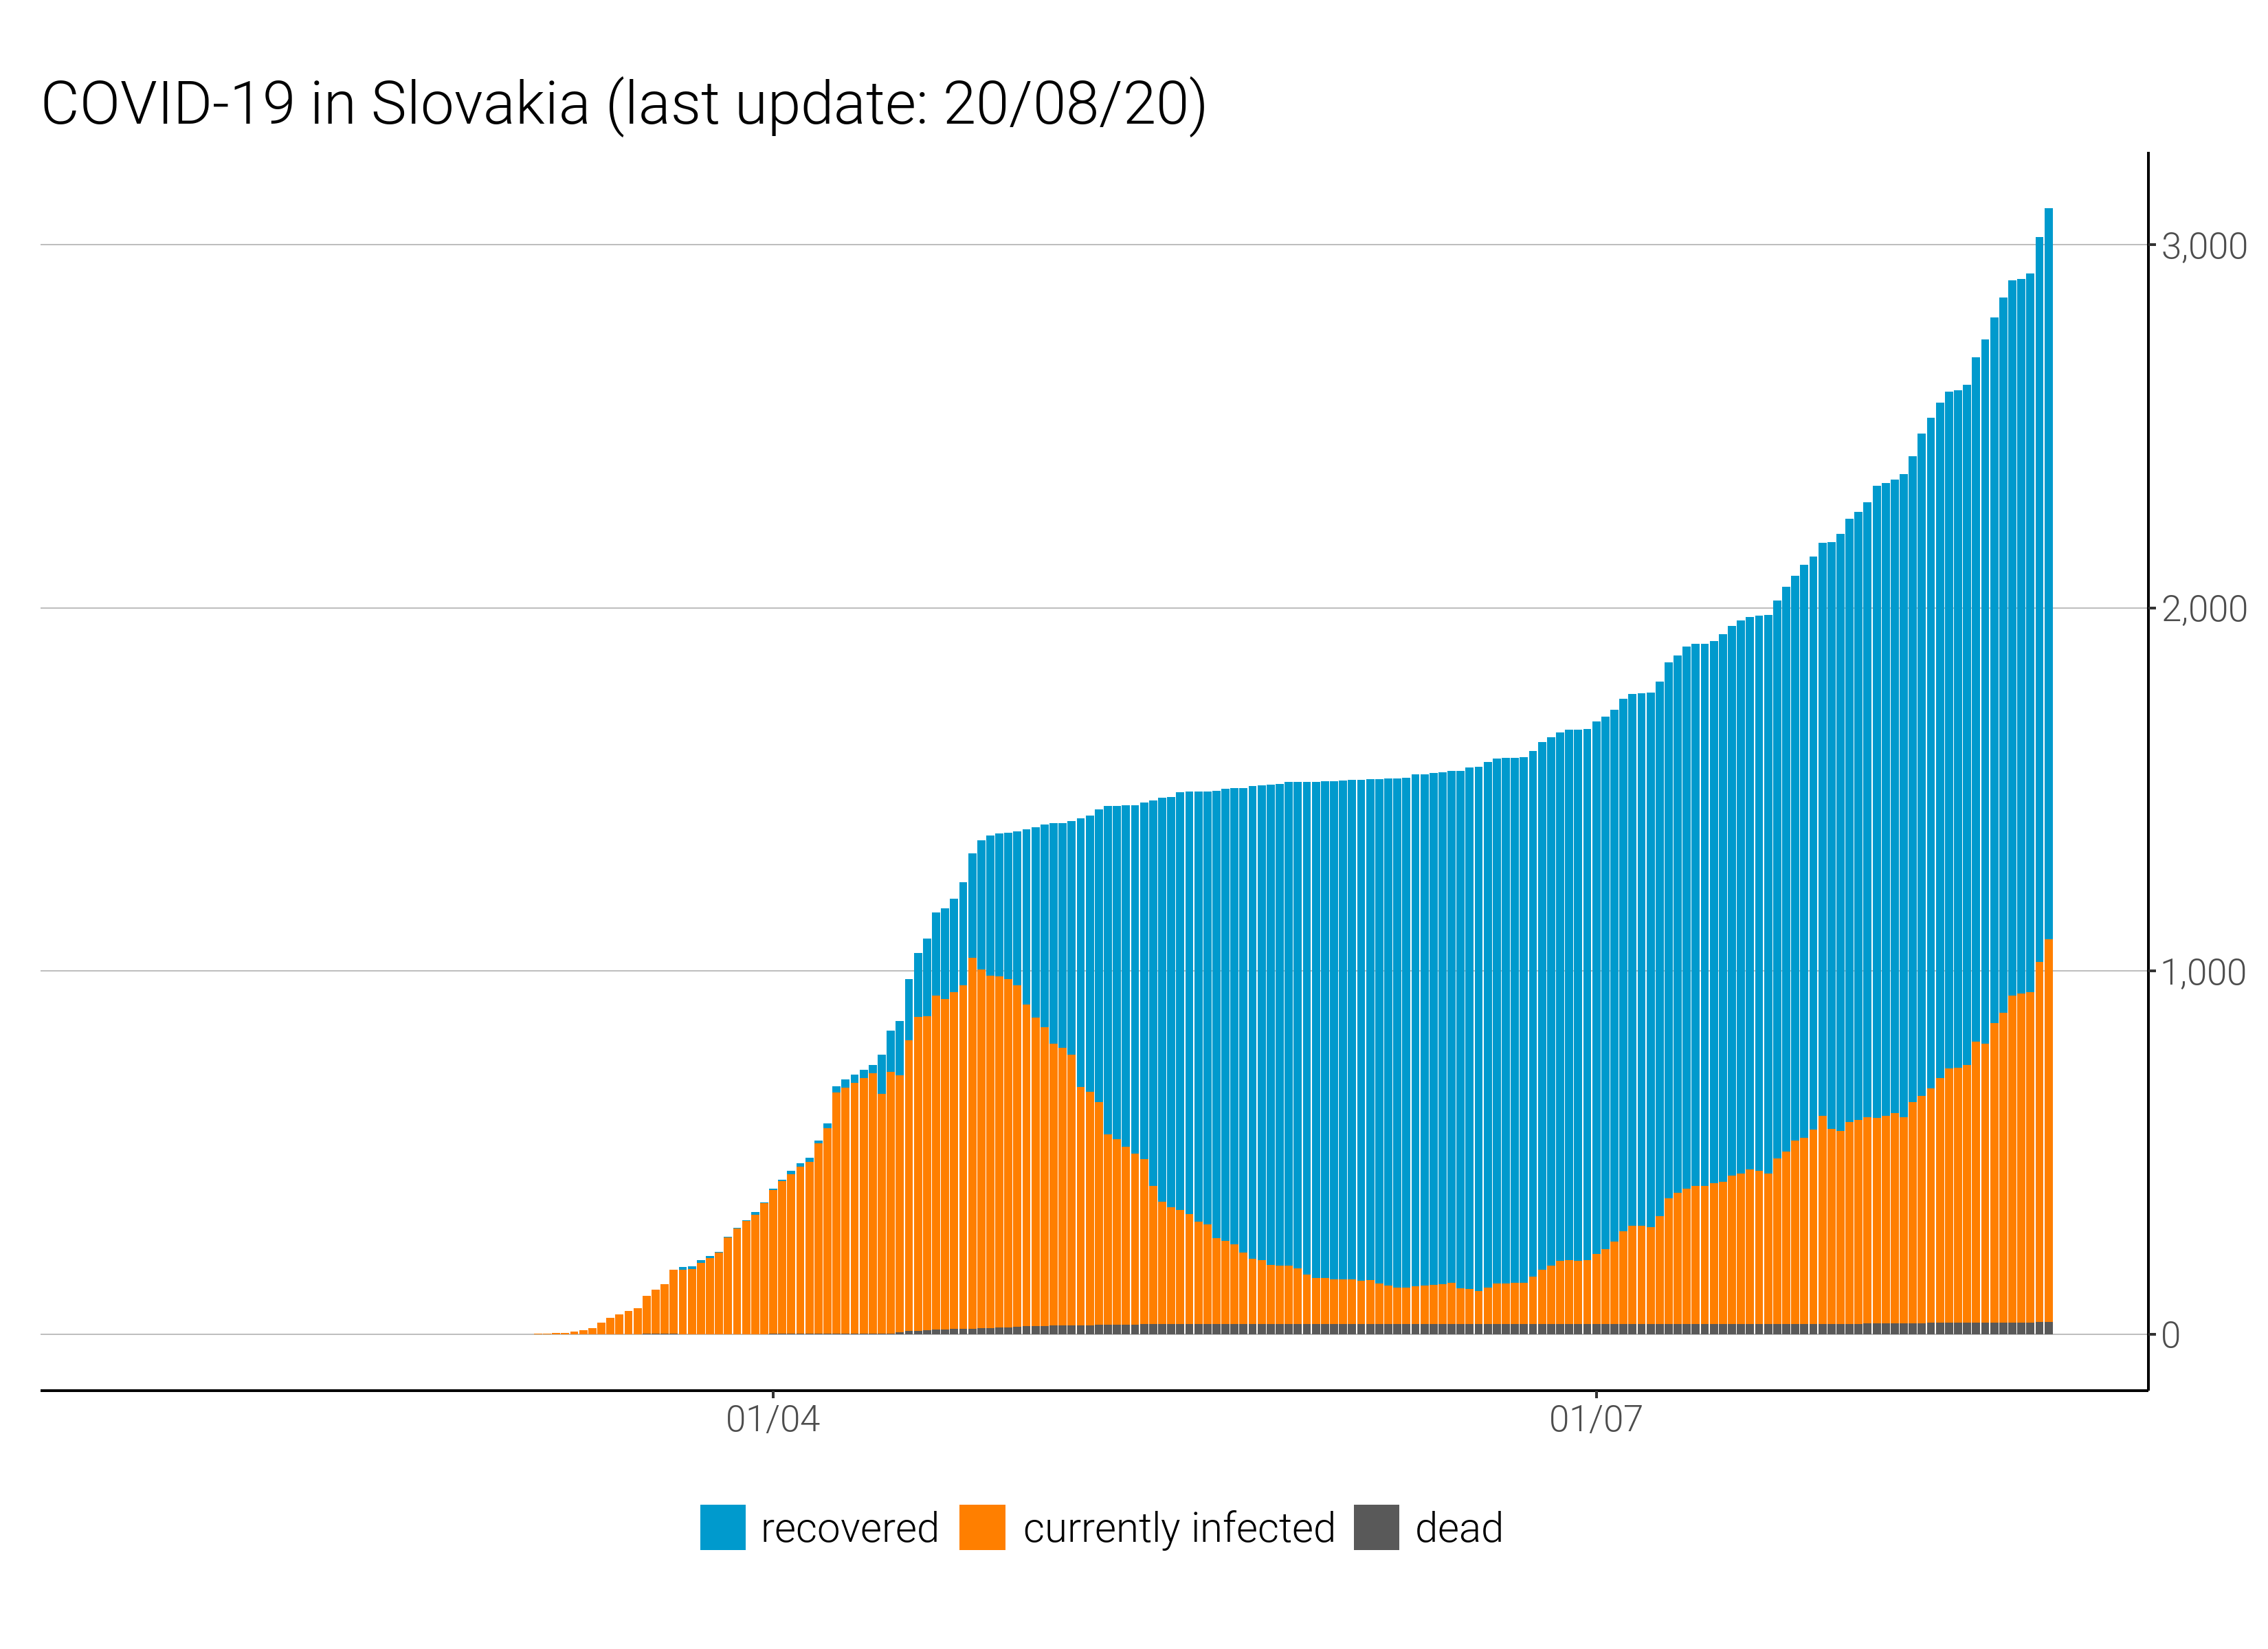 COVID-19 in Slovakia (last update: 20/08/20)
3,000
2,000
1,000
0
01/04 01/07
recovered currently infected dead